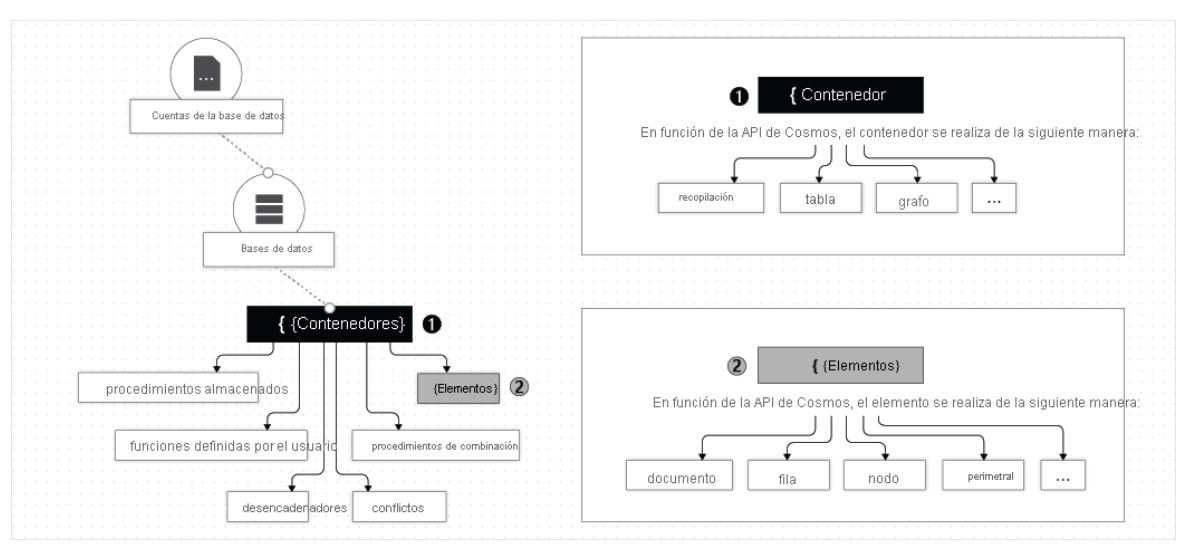 ...
Cuentas de la base de datos
Bases de datos
{ {Contenedores} 1
procedimientos almacenados
{Elementos} 2
funciones definidas por el usuario
procedimientos de combinación
desencadenadores
conflictos
1 { Contenedor
En función de la API de Cosmos, el contenedor se realiza de la siguiente manera:
recopilación
tabla
grafo
...
2 { {Elementos}
En función de la API de Cosmos, el elemento se realiza de la siguiente manera:
documento
fila
nodo
perimetral
...